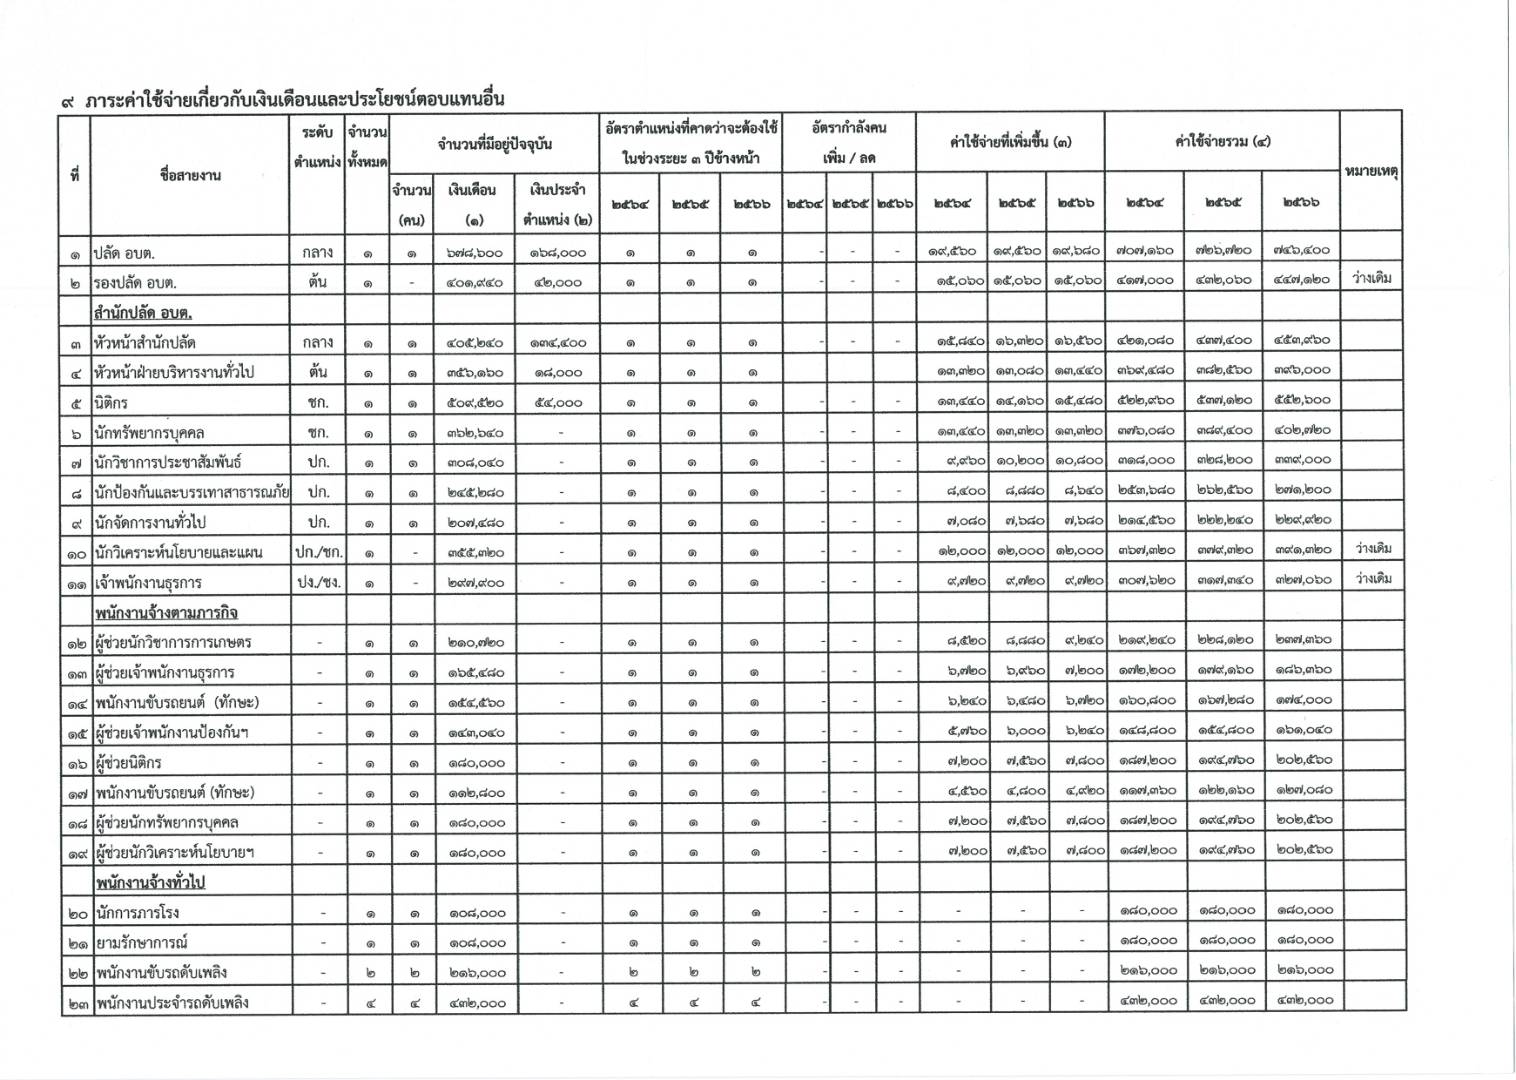 ๙ ภาระค่าใช้จ่ายเกี่ยวกับเงินเดือนและประโยชน์ตอบแทนอื่น
ที่ ชื่อสายงาน ระดับตำแหน่ง จำนวนทั้งหมด จำนวนที่มีอยู่ปัจจุบัน อัตราตำแหน่งที่คาดว่าจะต้องใช้ในช่วงระยะ ๓ ปีข้างหน้า อัตรากำลังคน เพิ่ม / ลด ค่าใช้จ่ายที่เพิ่มขึ้น (๓) ค่าใช้จ่ายรวม (๔) หมายเหตุ
จำนวน (คน) เงินเดือน (๑) เงินประจำตำแหน่ง (๒) ๒๕๖๔ ๒๕๖๕ ๒๕๖๖ ๒๕๖๔ ๒๕๖๕ ๒๕๖๖ ๒๕๖๔ ๒๕๖๕ ๒๕๖๖ ๒๕๖๔ ๒๕๖๕ ๒๕๖๖
๑ ปลัด อบต. กลาง ๑ ๑ ๖๗๘,๖๐๐ ๑๖๘,๐๐๐ ๑ ๑ ๑ - - - ๑๙,๕๖๐ ๑๙,๕๖๐ ๑๙,๖๘๐ ๗๐๗,๑๖๐ ๗๒๖,๗๒๐ ๗๔๖,๔๐๐
๒ รองปลัด อบต. ต้น ๑ - ๔๐๑,๙๔๐ ๔๒,๐๐๐ ๑ ๑ ๑ - - - ๑๕,๐๖๐ ๑๕,๐๖๐ ๑๕,๐๖๐ ๔๑๗,๐๐๐ ๔๓๒,๐๖๐ ๔๔๗,๑๒๐ ว่างเดิม
สำนักปลัด อบต.
๓ หัวหน้าสำนักปลัด กลาง ๑ ๑ ๔๐๕,๒๔๐ ๑๓๔,๔๐๐ ๑ ๑ ๑ - - - ๑๕,๘๔๐ ๑๖,๓๒๐ ๑๖,๕๖๐ ๔๒๑,๐๘๐ ๔๓๗,๔๐๐ ๔๕๓,๙๖๐
๔ หัวหน้าฝ่ายบริหารงานทั่วไป ต้น ๑ ๑ ๓๕๖,๑๖๐ ๑๘,๐๐๐ ๑ ๑ ๑ - - - ๑๓,๓๒๐ ๑๓,๐๘๐ ๑๓,๔๔๐ ๓๖๙,๔๘๐ ๓๘๒,๕๖๐ ๓๙๖,๐๐๐
๕ นิติกร ชก. ๑ ๑ ๕๐๙,๕๒๐ ๕๔,๐๐๐ ๑ ๑ ๑ - - - ๑๓,๔๔๐ ๑๔,๑๖๐ ๑๕,๔๘๐ ๕๒๒,๙๖๐ ๕๓๗,๑๒๐ ๕๕๒,๖๐๐
๖ นักทรัพยากรบุคคล ชก. ๑ ๑ ๓๖๒,๖๔๐ - ๑ ๑ ๑ - - - ๑๓,๔๔๐ ๑๓,๓๒๐ ๑๓,๓๒๐ ๓๗๖,๐๘๐ ๓๘๙,๔๐๐ ๔๐๒,๗๒๐
๗ นักวิชาการประชาสัมพันธ์ ปก. ๑ ๑ ๓๐๘,๐๔๐ - ๑ ๑ ๑ - - - ๙,๙๖๐ ๑๐,๒๐๐ ๑๐,๘๐๐ ๓๑๘,๐๐๐ ๓๒๘,๒๐๐ ๓๓๙,๐๐๐
๘ นักป้องกันและบรรเทาสาธารณภัย ปก. ๑ ๑ ๒๔๕,๒๘๐ - ๑ ๑ ๑ - - - ๘,๔๐๐ ๘,๘๘๐ ๘,๖๔๐ ๒๕๓,๖๘๐ ๒๖๒,๕๖๐ ๒๗๑,๒๐๐
๙ นักจัดการงานทั่วไป ปก. ๑ ๑ ๒๐๗,๔๘๐ - ๑ ๑ ๑ - - - ๗,๐๘๐ ๗,๖๘๐ ๗,๖๘๐ ๒๑๔,๕๖๐ ๒๒๒,๒๔๐ ๒๒๙,๙๒๐
๑๐ นักวิเคราะห์นโยบายและแผน ปก./ชก. ๑ - ๓๕๕,๓๒๐ - ๑ ๑ ๑ - - - ๑๒,๐๐๐ ๑๒,๐๐๐ ๑๒,๐๐๐ ๓๖๗,๓๒๐ ๓๗๙,๓๒๐ ๓๙๑,๓๒๐ ว่างเดิม
๑๑ เจ้าพนักงานธุรการ ปง./ชง. ๑ - ๒๙๗,๙๐๐ - ๑ ๑ ๑ - - - ๙,๗๒๐ ๙,๗๒๐ ๙,๗๒๐ ๓๐๗,๖๒๐ ๓๑๗,๓๔๐ ๓๒๗,๐๖๐ ว่างเดิม
พนักงานจ้างตามภารกิจ
๑๒ ผู้ช่วยนักวิชาการการเกษตร - ๑ ๑ ๒๑๐,๗๒๐ - ๑ ๑ ๑ - - - ๘,๕๒๐ ๘,๘๘๐ ๙,๒๔๐ ๒๑๙,๒๔๐ ๒๒๘,๑๒๐ ๒๓๗,๓๖๐
๑๓ ผู้ช่วยเจ้าพนักงานธุรการ - ๑ ๑ ๑๖๕,๔๘๐ - ๑ ๑ ๑ - - - ๖,๗๒๐ ๖,๙๖๐ ๗,๒๐๐ ๑๗๒,๒๐๐ ๑๗๙,๑๖๐ ๑๘๖,๓๖๐
๑๔ พนักงานขับรถยนต์ (ทักษะ) - ๑ ๑ ๑๕๔,๕๖๐ - ๑ ๑ ๑ - - - ๖,๒๔๐ ๖,๔๘๐ ๖,๗๒๐ ๑๖๐,๘๐๐ ๑๖๗,๒๘๐ ๑๗๔,๐๐๐
๑๕ ผู้ช่วยเจ้าพนักงานป้องกันฯ - ๑ ๑ ๑๔๓,๐๔๐ - ๑ ๑ ๑ - - - ๕,๗๖๐ ๖,๐๐๐ ๖,๒๔๐ ๑๔๘,๘๐๐ ๑๕๔,๘๐๐ ๑๖๑,๐๔๐
๑๖ ผู้ช่วยนิติกร - ๑ ๑ ๑๘๐,๐๐๐ - ๑ ๑ ๑ - - - ๗,๒๐๐ ๗,๕๖๐ ๗,๘๐๐ ๑๘๗,๒๐๐ ๑๙๔,๗๖๐ ๒๐๒,๕๖๐
๑๗ พนักงานขับรถยนต์ (ทักษะ) - ๑ ๑ ๑๑๒,๘๐๐ - ๑ ๑ ๑ - - - ๔,๕๖๐ ๔,๘๐๐ ๔,๙๒๐ ๑๑๗,๓๖๐ ๑๒๒,๑๖๐ ๑๒๗,๐๘๐
๑๘ ผู้ช่วยนักทรัพยากรบุคคล - ๑ ๑ ๑๘๐,๐๐๐ - ๑ ๑ ๑ - - - ๗,๒๐๐ ๗,๕๖๐ ๗,๘๐๐ ๑๘๗,๒๐๐ ๑๙๔,๗๖๐ ๒๐๒,๕๖๐
๑๙ ผู้ช่วยนักวิเคราะห์นโยบายฯ - ๑ ๑ ๑๘๐,๐๐๐ - ๑ ๑ ๑ - - - ๗,๒๐๐ ๗,๕๖๐ ๗,๘๐๐ ๑๘๗,๒๐๐ ๑๙๔,๗๖๐ ๒๐๒,๕๖๐
พนักงานจ้างทั่วไป
๒๐ นักการภารโรง - ๑ ๑ ๑๐๘,๐๐๐ - ๑ ๑ ๑ - - - - - - ๑๘๐,๐๐๐ ๑๘๐,๐๐๐ ๑๘๐,๐๐๐
๒๑ ยามรักษาการณ์ - ๑ ๑ ๑๐๘,๐๐๐ - ๑ ๑ ๑ - - - - - - ๑๘๐,๐๐๐ ๑๘๐,๐๐๐ ๑๘๐,๐๐๐
๒๒ พนักงานขับรถดับเพลิง - ๒ ๒ ๒๑๖,๐๐๐ - ๒ ๒ ๒ - - - - - - ๒๑๖,๐๐๐ ๒๑๖,๐๐๐ ๒๑๖,๐๐๐
๒๓ พนักงานประจำรถดับเพลิง - ๔ ๔ ๔๓๒,๐๐๐ - ๔ ๔ ๔ - - - - - - ๔๓๒,๐๐๐ ๔๓๒,๐๐๐ ๔๓๒,๐๐๐